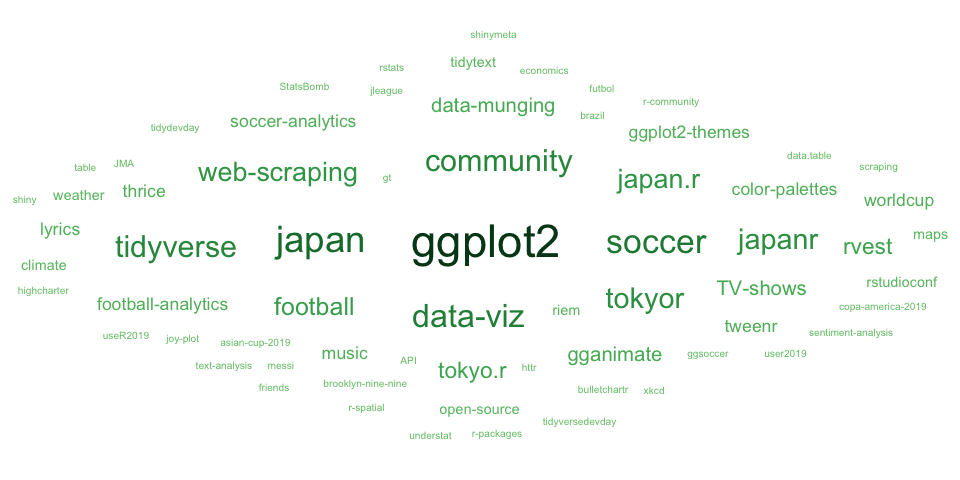 shinymeta
rstats tidytext economics
StatsBomb jleague data-munging futbol r-community
tidydevday soccer-analytics brazil ggplot2-themes
table JMA web-scraping gt community japan.r data.table scraping
shiny weather thrice color-palettes worldcup
lyrics tidyverse japan ggplot2 soccer japanr rvest maps
climate TV-shows rstudioconf
highcharter football-analytics football data-viz riem tokyor copa-america-2019
useR2019 joy-plot asian-cup-2019 tweenr sentiment-analysis
text-analysis messi music API gganimate ggsoccer user2019
friends brooklyn-nine-nine tokyo.r httr bulletchartr xkcd
r-spatial open-source
understat r-packages tidyversedevday